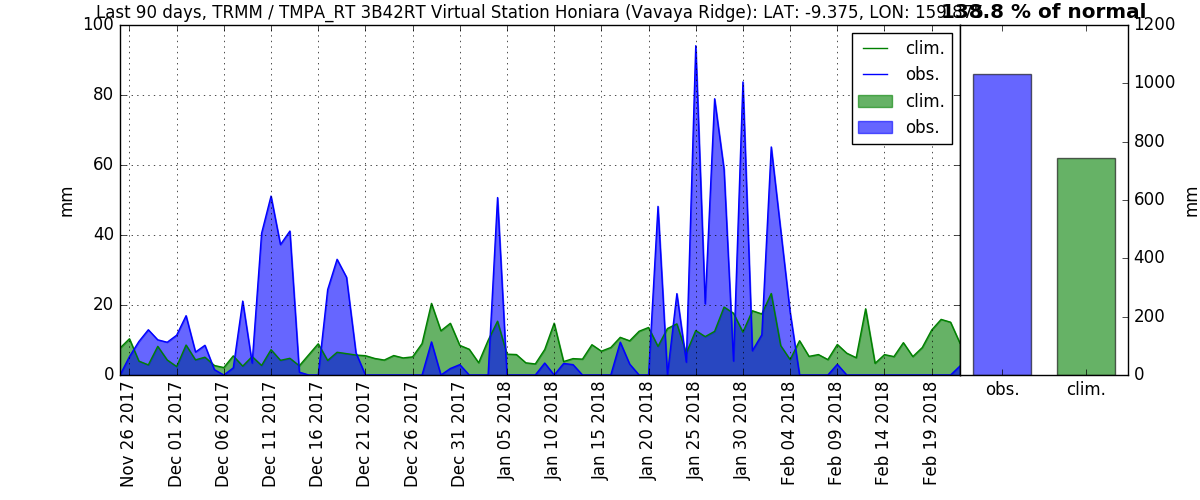 Last 90 days, TRMM / TMPA_RT 3B42RT Virtual Station Honiara (Vavaya Ridge): LAT: -9.375, LON:
138.8 % of normal
100
80
60
40
20
0
mm
clim.
obs.
clim.
obs.
1200
1000
800
600
400
200
0
mm
obs.
clim.
Nov 26 2017
Dec 01 2017
Dec 06 2017
Dec 11 2017
Dec 16 2017
Dec 21 2017
Dec 26 2017
Dec 31 2017
Jan 05 2018
Jan 10 2018
Jan 15 2018
Jan 20 2018
Jan 25 2018
Jan 30 2018
Feb 04 2018
Feb 09 2018
Feb 14 2018
Feb 19 2018